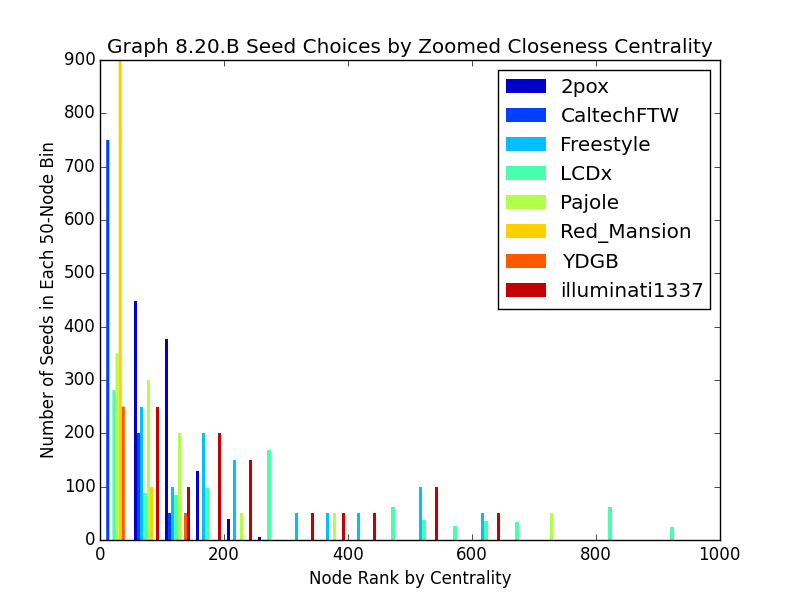 Graph 8.20.B Seed Choices by Zoomed Closeness Centrality
Number of Seeds in Each 50-Node Bin
900
800
700
600
500
400
300
200
100
0
2pox
CaltechFTW
Freestyle
LCDx
Pajole
Red_Mansion
YDGB
illuminati1337
0 200 400 600 800 1000
Node Rank by Centrality